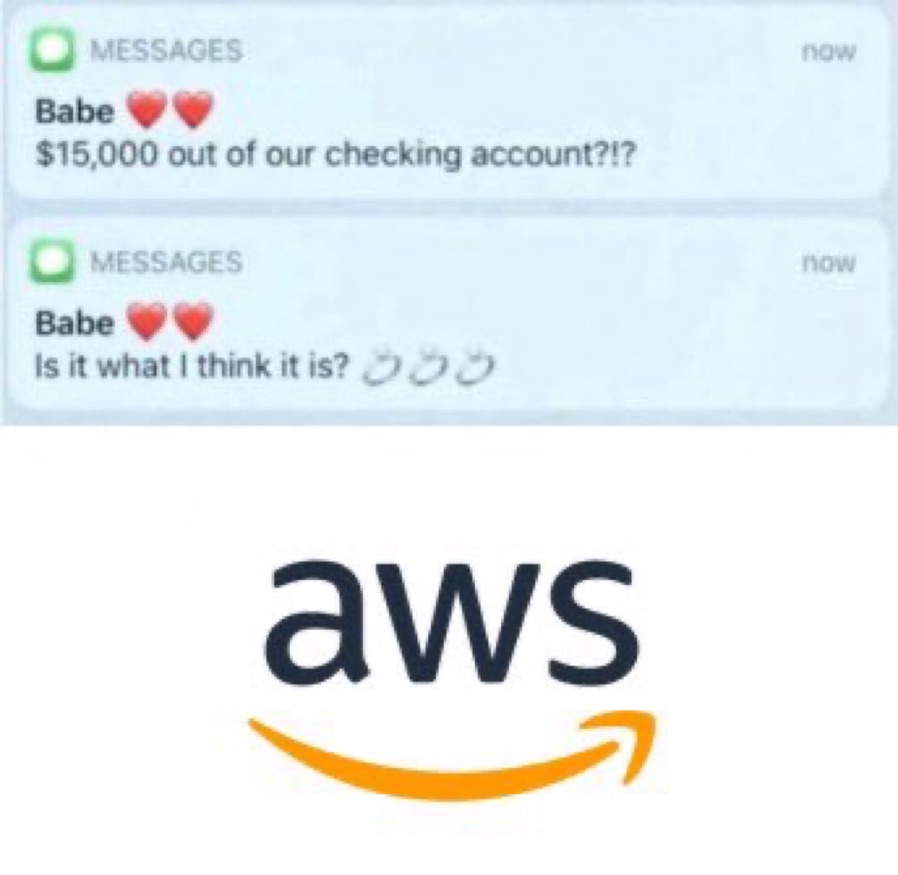 MESSAGES now
Babe ❤️❤️
$15,000 out of our checking account?!?
MESSAGES now
Babe ❤️❤️
Is it what I think it is? 💍💍💍
aws